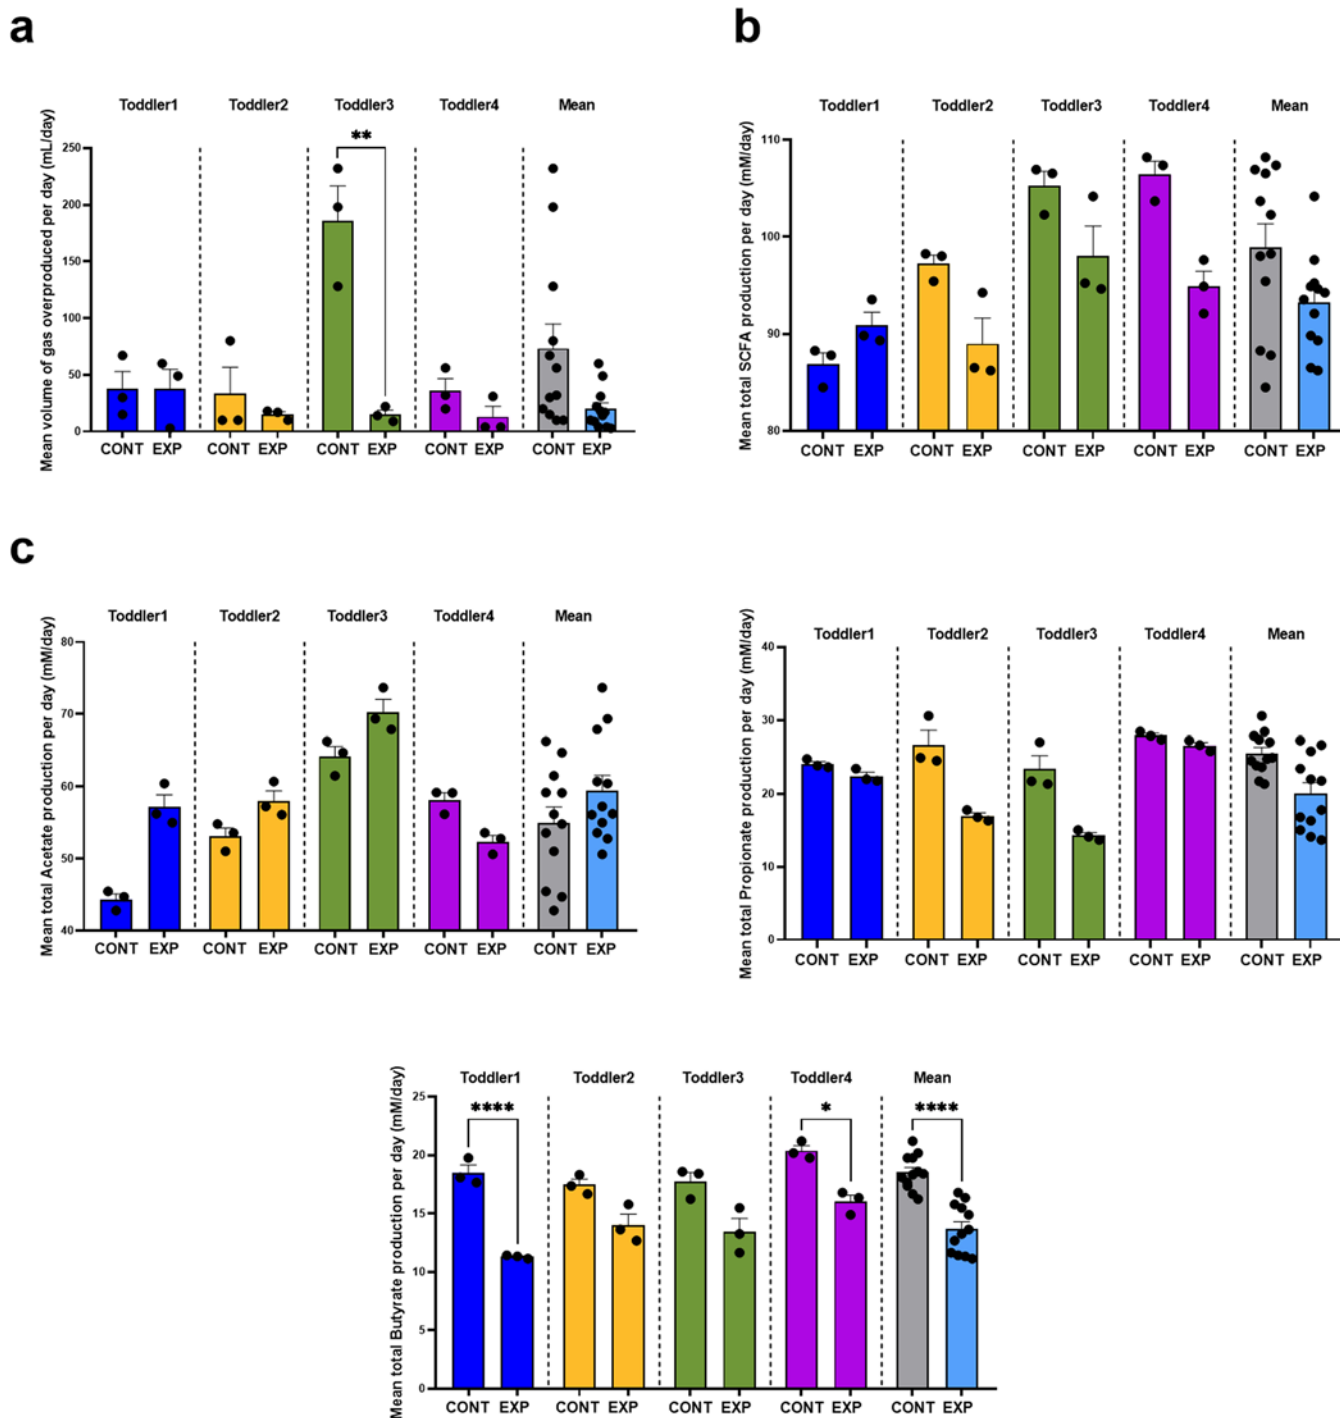 a
Toddler1 Toddler2 Toddler3 Toddler4 Mean
**
Mean volume of gas overproduced per day (mL/day)
250
200
150
100
50
0
CONT EXP CONT EXP CONT EXP CONT EXP CONT EXP
b
Toddler1 Toddler2 Toddler3 Toddler4 Mean
Mean total SCFA production per day (mM/day)
110
100
90
80
CONT EXP CONT EXP CONT EXP CONT EXP CONT EXP
c
Toddler1 Toddler2 Toddler3 Toddler4 Mean
Mean total Acetate production per day (mM/day)
80
70
60
50
40
CONT EXP CONT EXP CONT EXP CONT EXP CONT EXP
Toddler1 Toddler2 Toddler3 Toddler4 Mean
Mean total Propionate production per day (mM/day)
40
30
20
10
0
CONT EXP CONT EXP CONT EXP CONT EXP CONT EXP
Toddler1 Toddler2 Toddler3 Toddler4 Mean
**** * ****
Mean total Butyrate production per day (mM/day)
25
20
15
10
5
0
CONT EXP CONT EXP CONT EXP CONT EXP CONT EXP